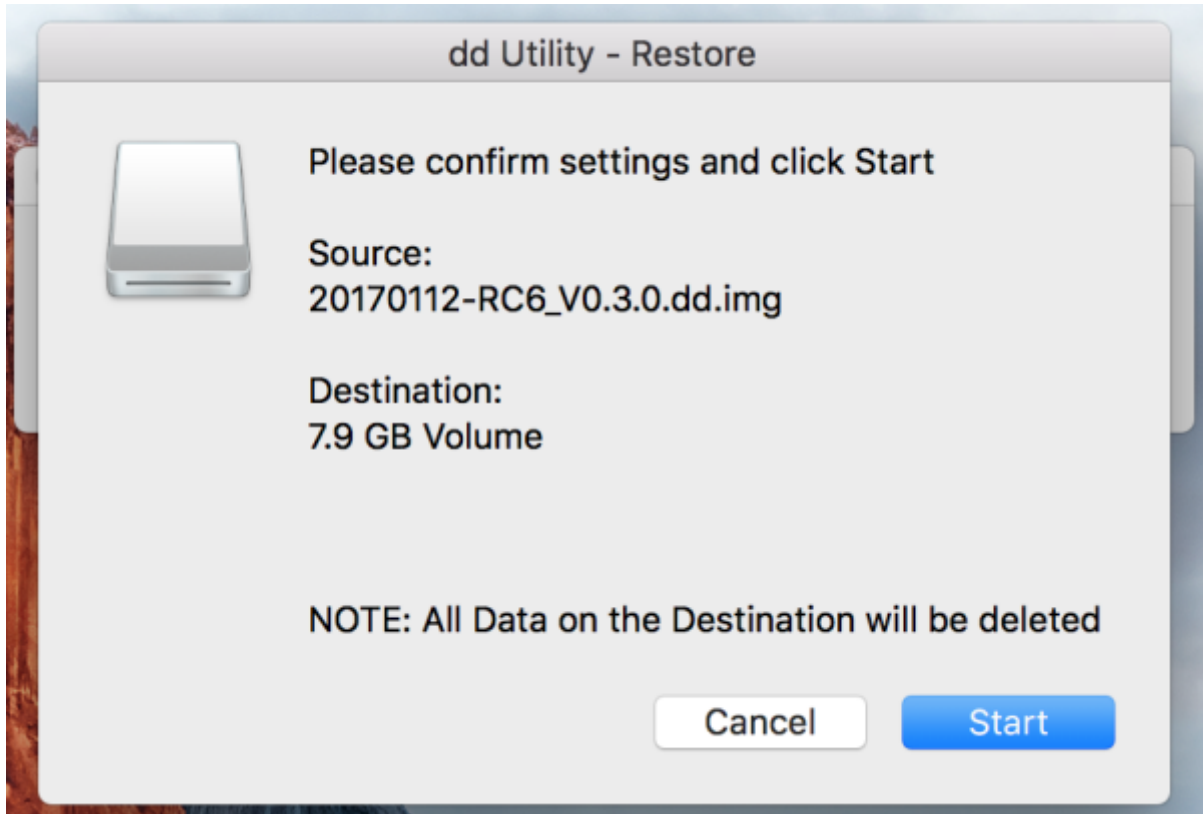 dd Utility - Restore
Please confirm settings and click Start
Source:
20170112-RC6_V0.3.0.dd.img
Destination:
7.9 GB Volume
NOTE: All Data on the Destination will be deleted
Cancel
Start